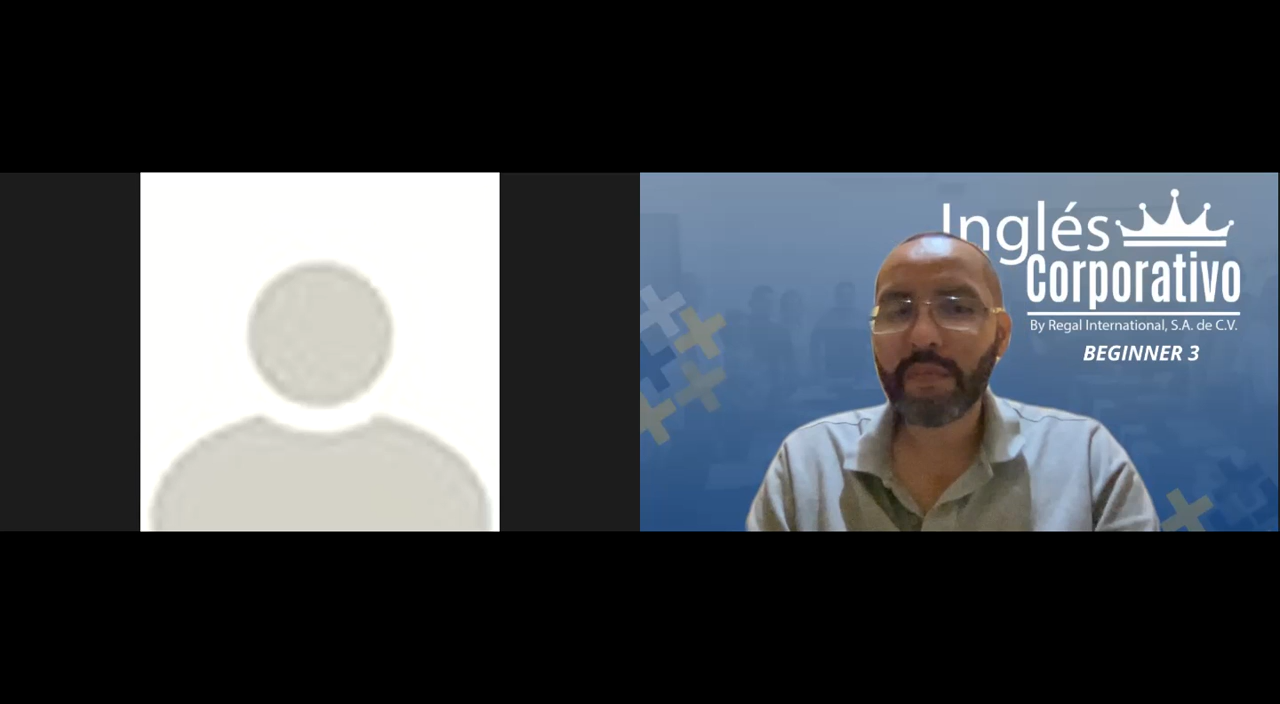 Inglés
Corporativo
By Regal International, S.A. de C.V.
BEGINNER 3